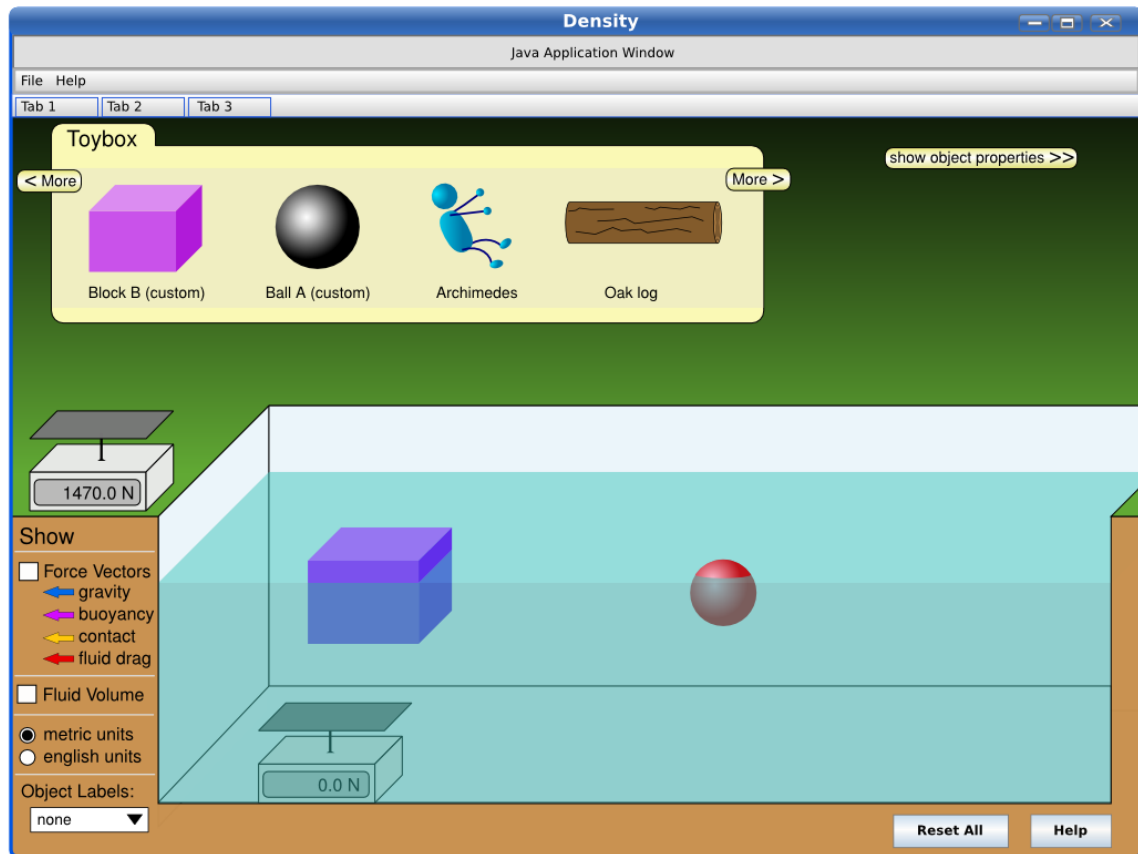 Density
Java Application Window
File Help
Tab 1 Tab 2 Tab 3
Toybox
show object properties >>
< More
More >
Block B (custom) Ball A (custom) Archimedes Oak log
1470.0 N
Show
Force Vectors
gravity
buoyancy
contact
fluid drag
Fluid Volume
metric units
english units
0.0 N
Object Labels:
none
Reset All Help